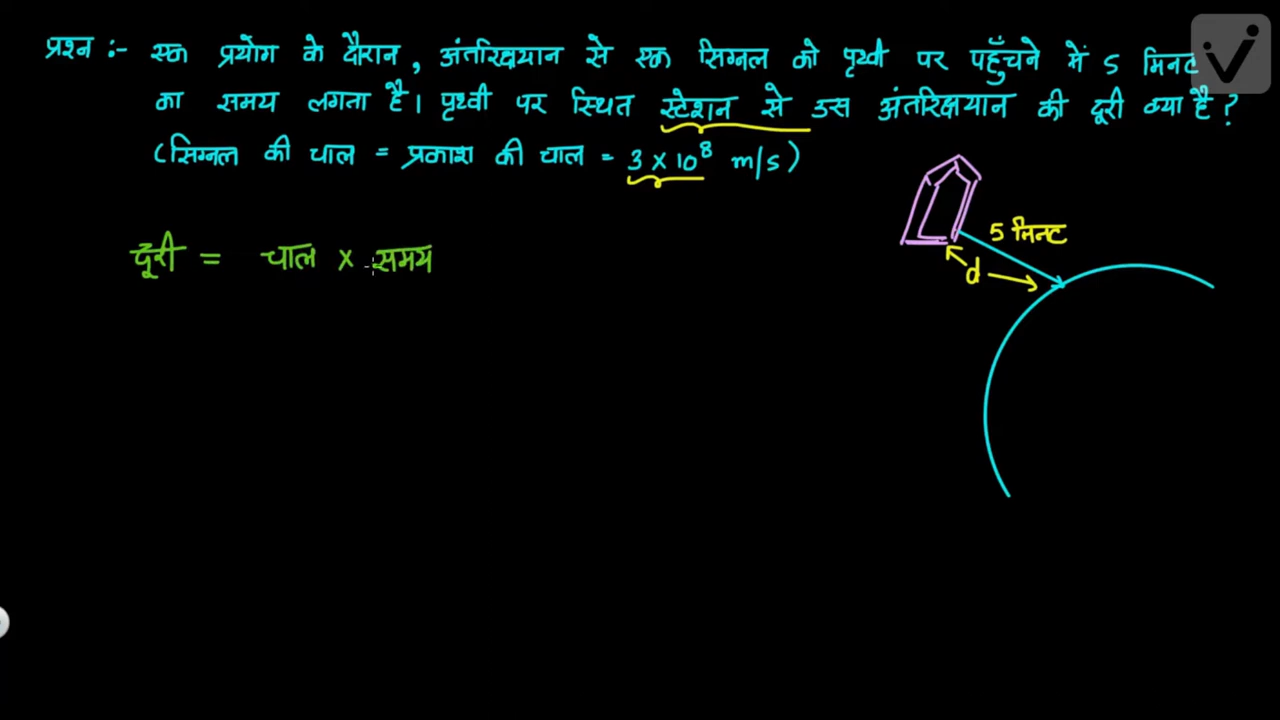 प्रश्न :- एक प्रयोग के दौरान, अंतरिक्षयान से एक सिग्नल को पृथ्वी पर पहुँचने में 5 मिनट
का समय लगता है। पृथ्वी पर स्थित स्टेशन से उस अंतरिक्षयान की दूरी क्या है?
(सिग्नल की चाल = प्रकाश की चाल = 3 × 10⁸ m/s)
5 मिनट
दूरी = चाल × समय
d